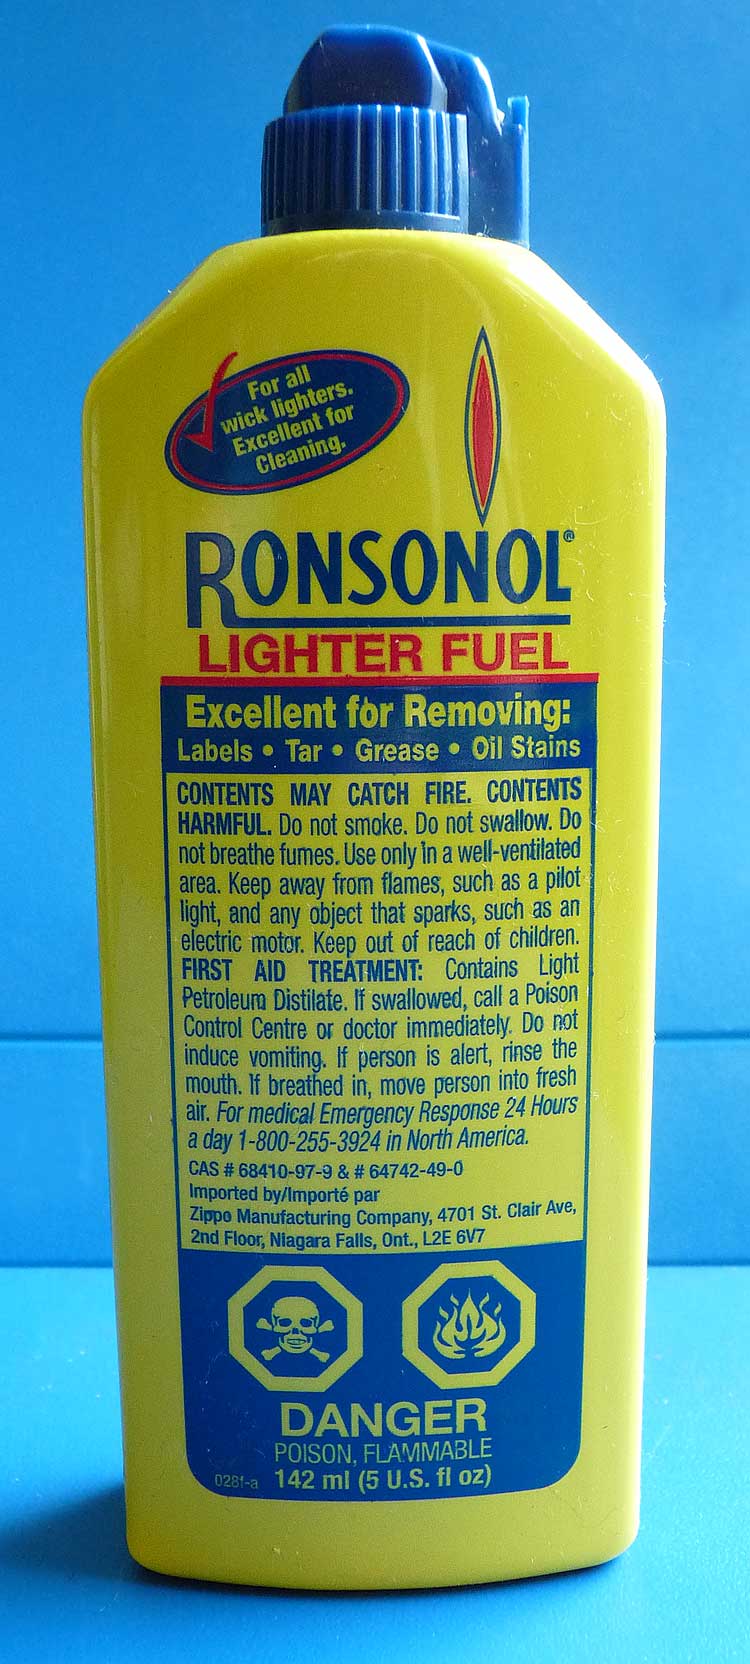 For all
wick lighters.
Excellent for
Cleaning.
RONSONOL®
LIGHTER FUEL
Excellent for Removing:
Labels • Tar • Grease • Oil Stains
CONTENTS MAY CATCH FIRE. CONTENTS
HARMFUL. Do not smoke. Do not swallow. Do
not breathe fumes. Use only in a well-ventilated
area. Keep away from flames, such as a pilot
light, and any object that sparks, such as an
electric motor. Keep out of reach of children.
FIRST AID TREATMENT: Contains Light
Petroleum Distilate. If swallowed, call a Poison
Control Centre or doctor immediately. Do not
induce vomiting. If person is alert, rinse the
mouth. If breathed in, move person into fresh
air. For medical Emergency Response 24 Hours
a day 1-800-255-3924 in North America.
CAS # 68410-97-9 & # 64742-49-0
Imported by/Importé par
Zippo Manufacturing Company, 4701 St. Clair Ave,
2nd Floor, Niagara Falls, Ont., L2E 6V7
DANGER
POISON, FLAMMABLE
0281-a 142 ml (5 U.S. fl oz)